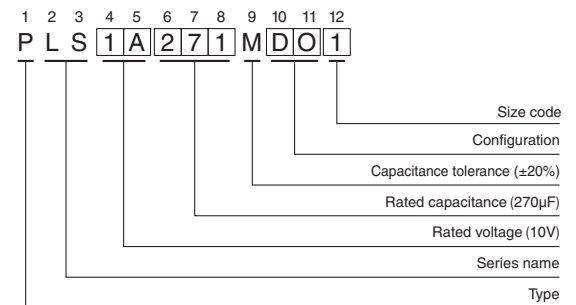 1 2 3 4 5 6 7 8 9 10 11 12
P L S 1 A 2 7 1 M D O 1
Size code
Configuration
Capacitance tolerance (±20%)
Rated capacitance (270µF)
Rated voltage (10V)
Series name
Type